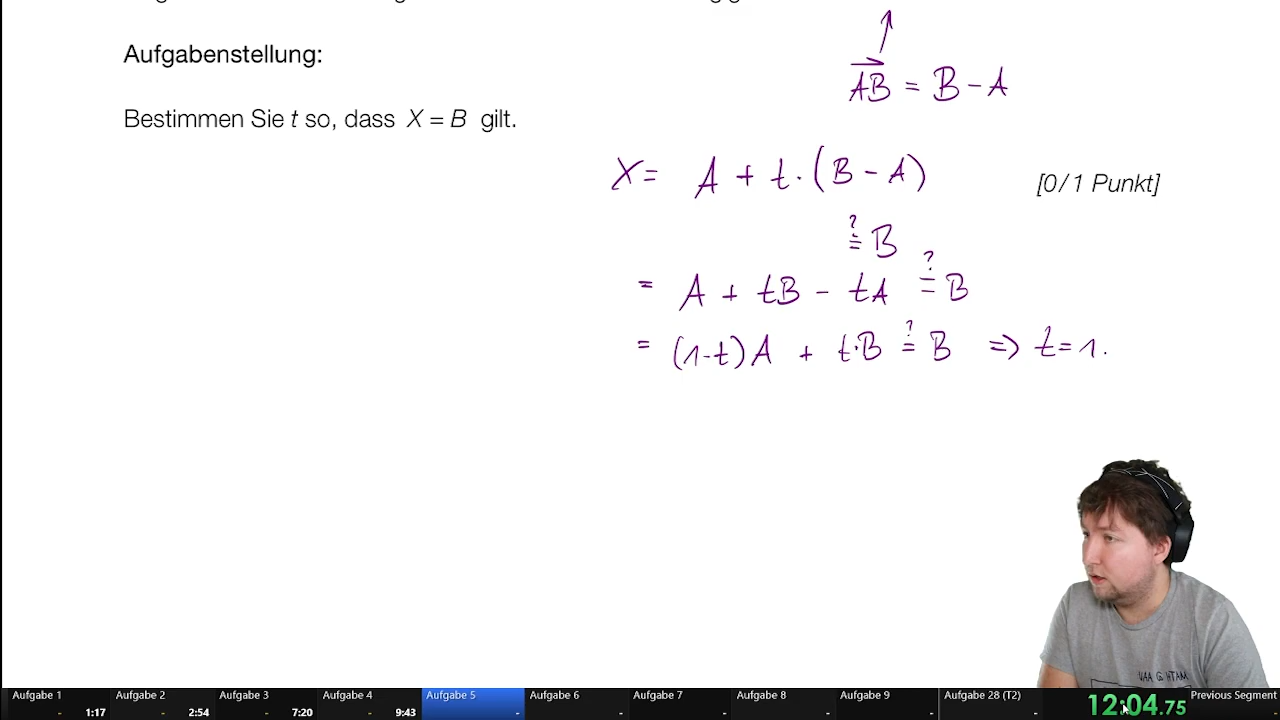 Aufgabenstellung:
AB = B - A
Bestimmen Sie t so, dass X = B gilt.
X = A + t · (B - A)
[0/1 Punkt]
?
= B
= A + tB - tA ?= B
= (1-t)A + t·B ?= B => t = 1.
Aufgabe 1 - 1:17
Aufgabe 2 - 2:54
Aufgabe 3 - 7:20
Aufgabe 4 - 9:43
Aufgabe 5 -
Aufgabe 6 -
Aufgabe 7 -
Aufgabe 8 -
Aufgabe 9 -
Aufgabe 28 (T2) -
12:04.75
Previous Segment
-